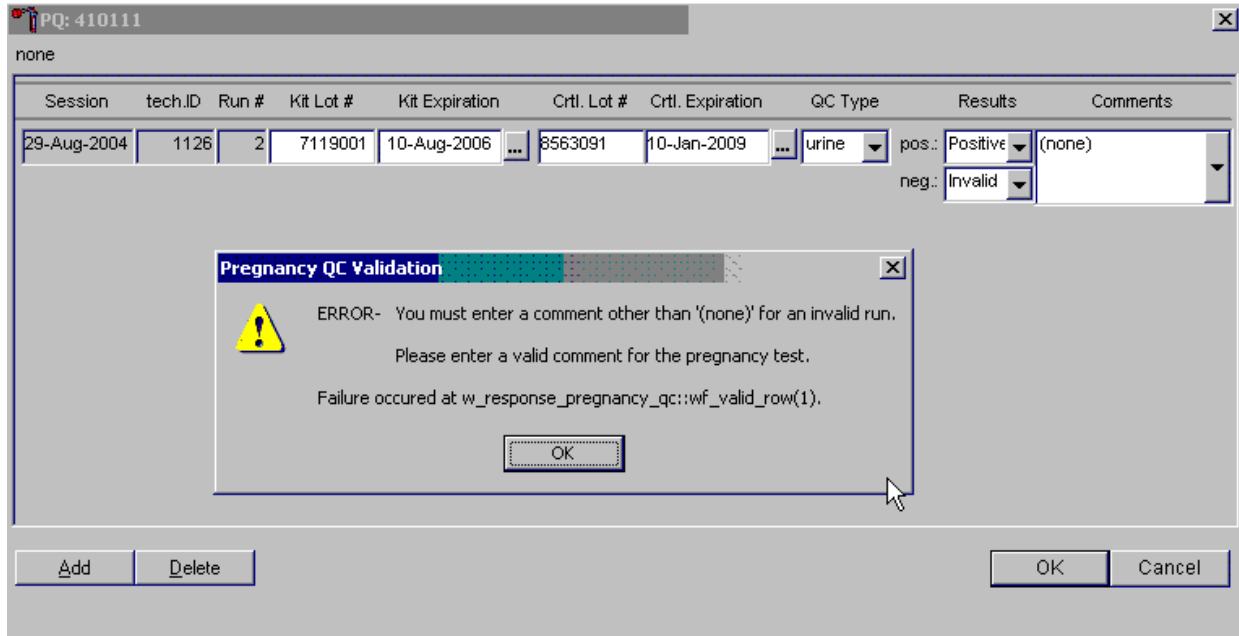 PQ: 410111
none
Session tech.ID Run # Kit Lot # Kit Expiration Crtl. Lot # Crtl. Expiration QC Type Results Comments
29-Aug-2004 1126 2 7119001 10-Aug-2006 ... 8563091 10-Jan-2009 ... urine pos.: Positive (none)
neg.: Invalid
Pregnancy QC Validation
ERROR- You must enter a comment other than '(none)' for an invalid run.
Please enter a valid comment for the pregnancy test.
Failure occured at w_response_pregnancy_qc::wf_valid_row(1).
OK
Add Delete OK Cancel